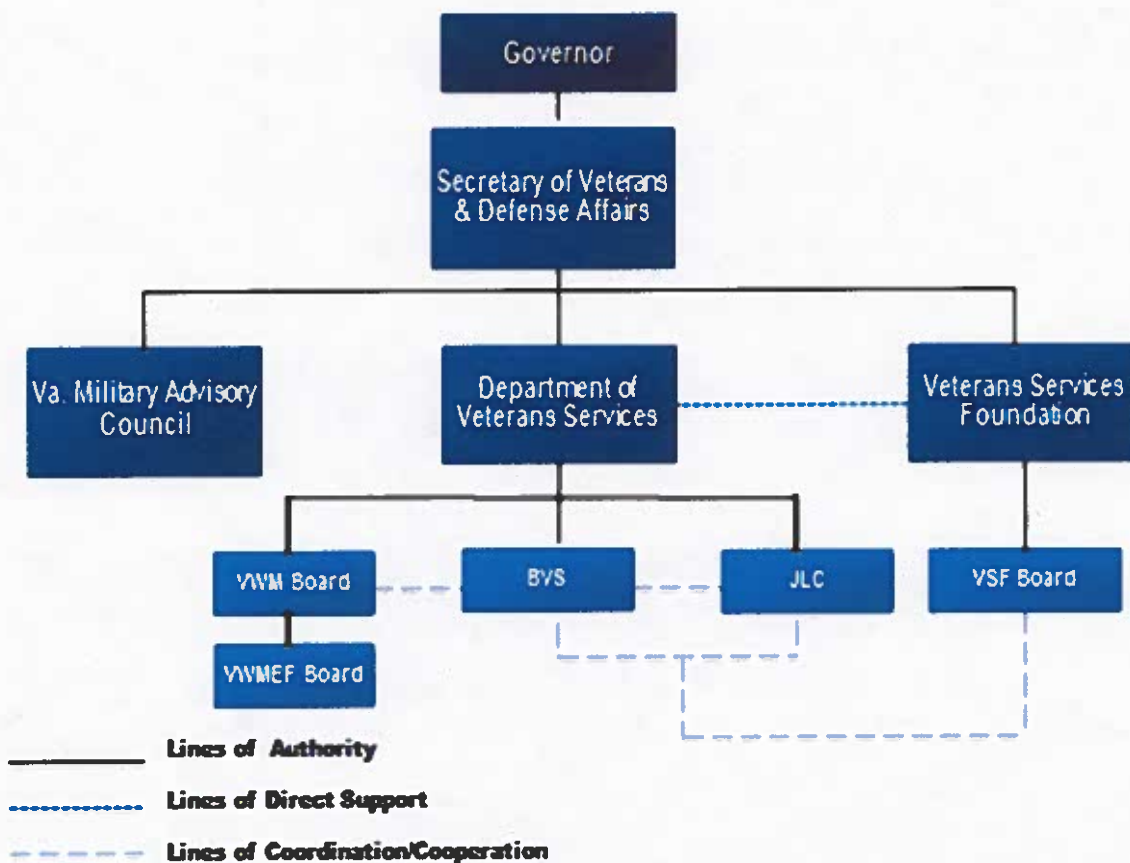 Governor
Secretary of Veterans
& Defense Affairs
Va. Military Advisory
Council
Department of
Veterans Services
Veterans Services
Foundation
VWM Board
BVS
JLC
VSF Board
VWMEF Board
Lines of Authority
Lines of Direct Support
Lines of Coordination/Cooperation